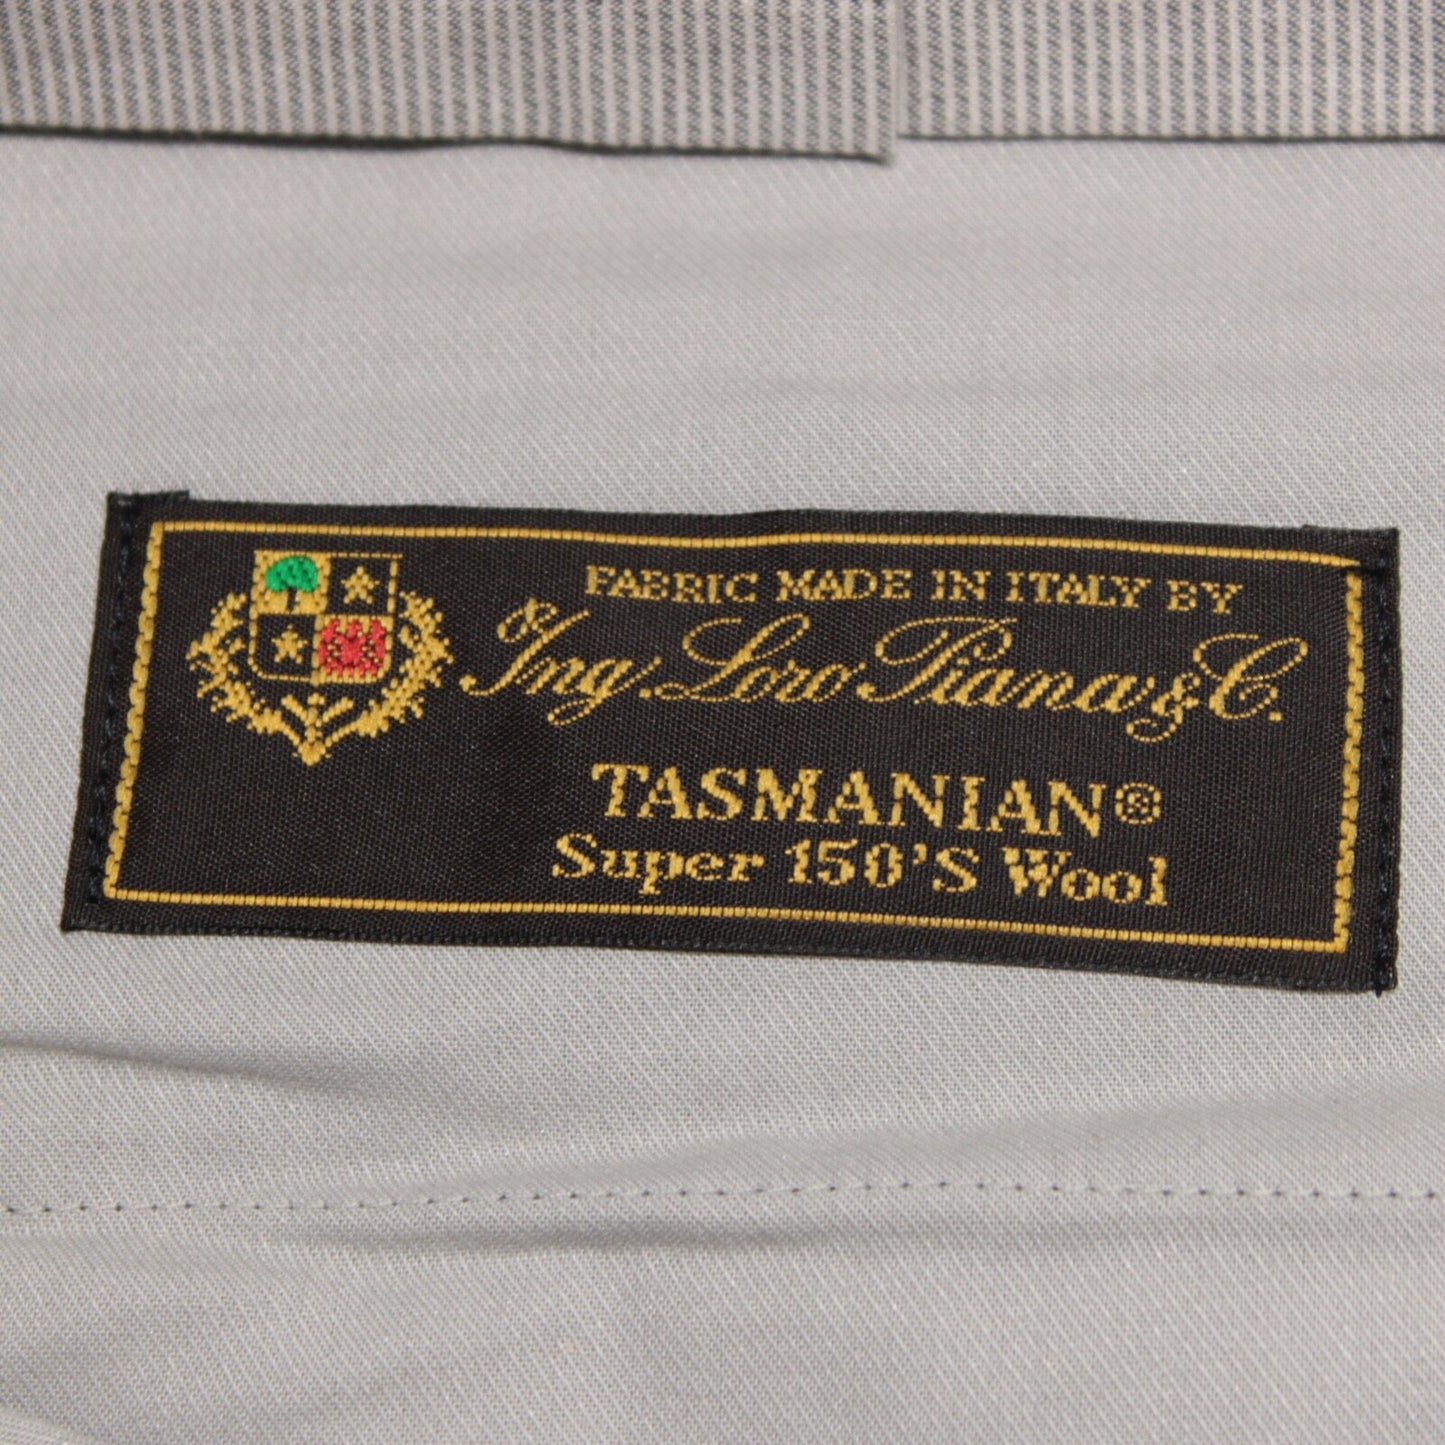 FABRIC MADE IN ITALY BY
Ing. Loro Piana & C.
TASMANIAN®
Super 150'S Wool